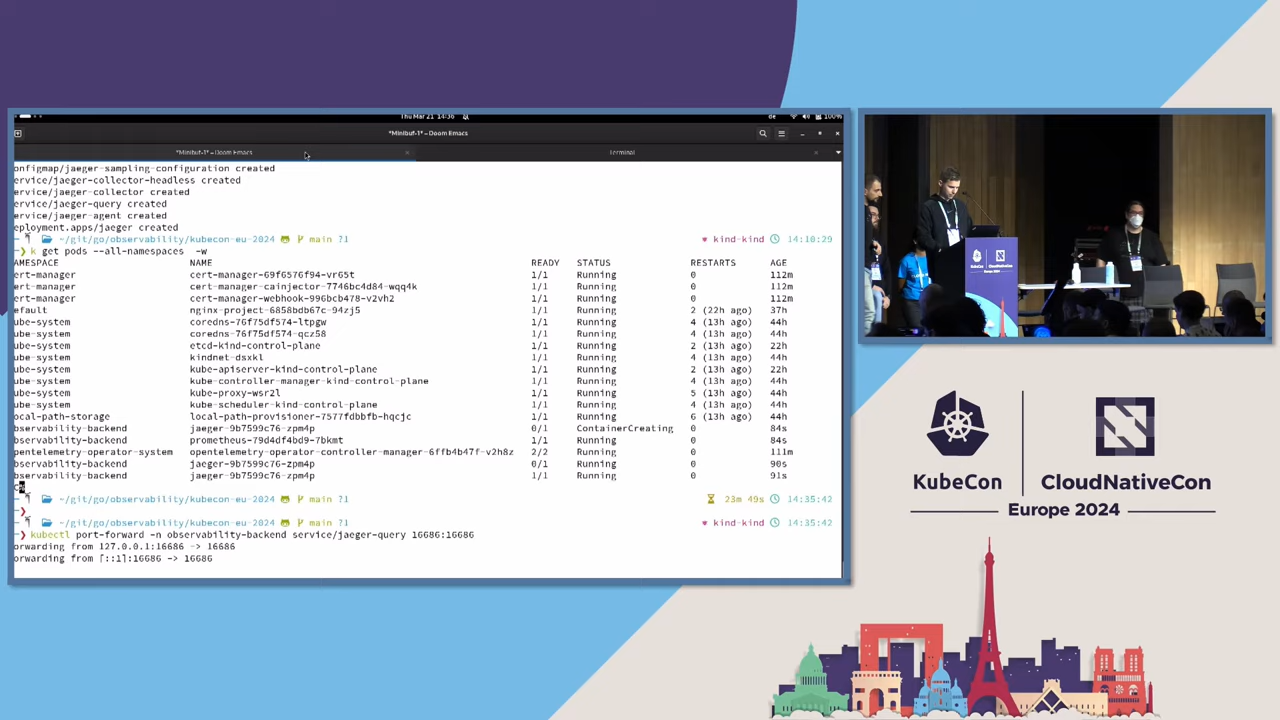 Thu Mar 21 14:36
de
100%
*Minibuf-1* – Doom Emacs
*Minibuf-1* – Doom Emacs
Terminal
onfigmap/jaeger-sampling-configuration created
ervice/jaeger-collector-headless created
ervice/jaeger-collector created
ervice/jaeger-query created
ervice/jaeger-agent created
eployment.apps/jaeger created
~/git/go/observability/kubecon-eu-2024 main ?1 kind-kind 14:10:29
❯ k get pods --all-namespaces -w
AMESPACE NAME READY STATUS RESTARTS AGE
ert-manager cert-manager-69f6576f94-vr65t 1/1 Running 0 112m
ert-manager cert-manager-cainjector-7746bc4d84-wqq4k 1/1 Running 0 112m
ert-manager cert-manager-webhook-996bcb478-v2vh2 1/1 Running 0 112m
efault nginx-project-6858bdb67c-94zj5 1/1 Running 2 (22h ago) 37h
ube-system coredns-76f75df574-ltpgw 1/1 Running 4 (13h ago) 44h
ube-system coredns-76f75df574-qcz58 1/1 Running 4 (13h ago) 44h
ube-system etcd-kind-control-plane 1/1 Running 2 (13h ago) 22h
ube-system kindnet-dsxkl 1/1 Running 4 (13h ago) 44h
ube-system kube-apiserver-kind-control-plane 1/1 Running 2 (13h ago) 22h
ube-system kube-controller-manager-kind-control-plane 1/1 Running 4 (13h ago) 44h
ube-system kube-proxy-wsr2l 1/1 Running 5 (13h ago) 44h
ube-system kube-scheduler-kind-control-plane 1/1 Running 4 (13h ago) 44h
ocal-path-storage local-path-provisioner-7577fdbbfb-hqcjc 1/1 Running 6 (13h ago) 44h
bservability-backend jaeger-9b7599c76-zpm4p 0/1 ContainerCreating 0 84s
bservability-backend prometheus-79d4df4bd9-7bkmt 1/1 Running 0 84s
pentelemetry-operator-system opentelemetry-operator-controller-manager-6ffb4b47f-v2h8z 2/2 Running 0 111m
bservability-backend jaeger-9b7599c76-zpm4p 0/1 Running 0 90s
bservability-backend jaeger-9b7599c76-zpm4p 1/1 Running 0 91s
~/git/go/observability/kubecon-eu-2024 main ?1 23m 49s 14:35:42
❯
~/git/go/observability/kubecon-eu-2024 main ?1 kind-kind 14:35:42
❯ kubectl port-forward -n observability-backend service/jaeger-query 16686:16686
orwarding from 127.0.0.1:16686 -> 16686
orwarding from [::1]:16686 -> 16686
KubeCon
CloudNativeCon
Europe 2024